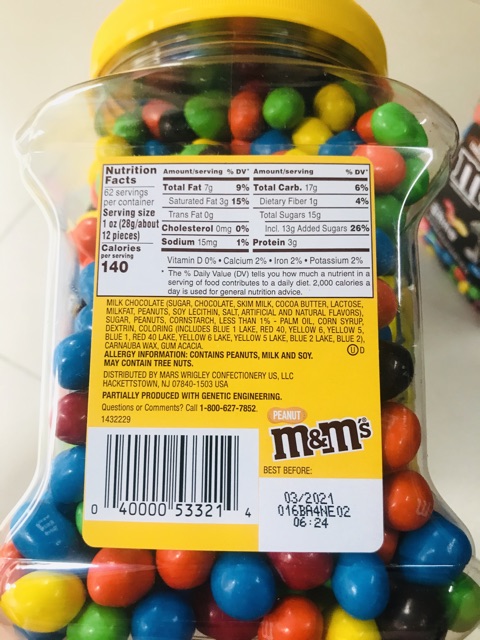 Nutrition Facts
62 servings per container
Serving size
1 oz (28g/about 12 pieces)
Calories
per serving
140
Amount/serving % DV*
Total Fat 7g 9%
Saturated Fat 3g 15%
Trans Fat 0g
Cholesterol 0mg 0%
Sodium 15mg 1%
Amount/serving % DV*
Total Carb. 17g 6%
Dietary Fiber 1g 4%
Total Sugars 15g
Incl. 13g Added Sugars 26%
Protein 3g
Vitamin D 0% • Calcium 2% • Iron 2% • Potassium 2%
* The % Daily Value (DV) tells you how much a nutrient in a
serving of food contributes to a daily diet. 2,000 calories a
day is used for general nutrition advice.
MILK CHOCOLATE (SUGAR, CHOCOLATE, SKIM MILK, COCOA BUTTER, LACTOSE,
MILKFAT, PEANUTS, SOY LECITHIN, SALT, ARTIFICIAL AND NATURAL FLAVORS),
SUGAR, PEANUTS, CORNSTARCH, LESS THAN 1% - PALM OIL, CORN SYRUP,
DEXTRIN, COLORING (INCLUDES BLUE 1 LAKE, RED 40, YELLOW 6, YELLOW 5,
BLUE 1, RED 40 LAKE, YELLOW 6 LAKE, YELLOW 5 LAKE, BLUE 2 LAKE, BLUE 2),
CARNAUBA WAX, GUM ACACIA.
ALLERGY INFORMATION: CONTAINS PEANUTS, MILK AND SOY.
MAY CONTAIN TREE NUTS.
U D
DISTRIBUTED BY MARS WRIGLEY CONFECTIONERY US, LLC
HACKETTSTOWN, NJ 07840-1503 USA
PARTIALLY PRODUCED WITH GENETIC ENGINEERING.
Questions or Comments? Call 1-800-627-7852.
1432229
PEANUT
m&m's®
BEST BEFORE:
03/2021
016BA4NE02
06:24
0 40000 53321 4